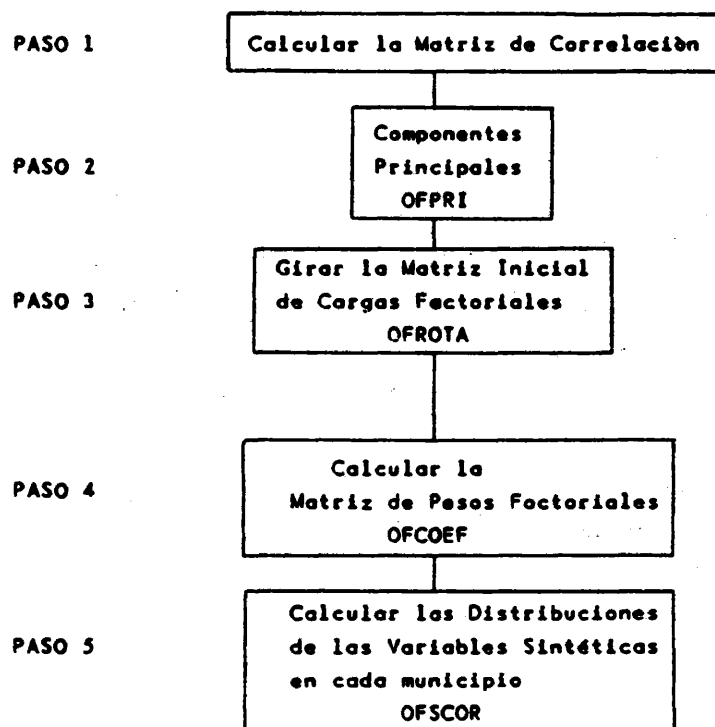 PASO 1
Calcular la Matriz de Correlación
PASO 2
Componentes
Principales
OFPRI
PASO 3
Girar la Matriz Inicial
de Cargas Factoriales
OFROTA
PASO 4
Calcular la
Matriz de Pesos Factoriales
OFCOEF
PASO 5
Calcular las Distribuciones
de las Variables Sintéticas
en cada municipio
OFSCOR